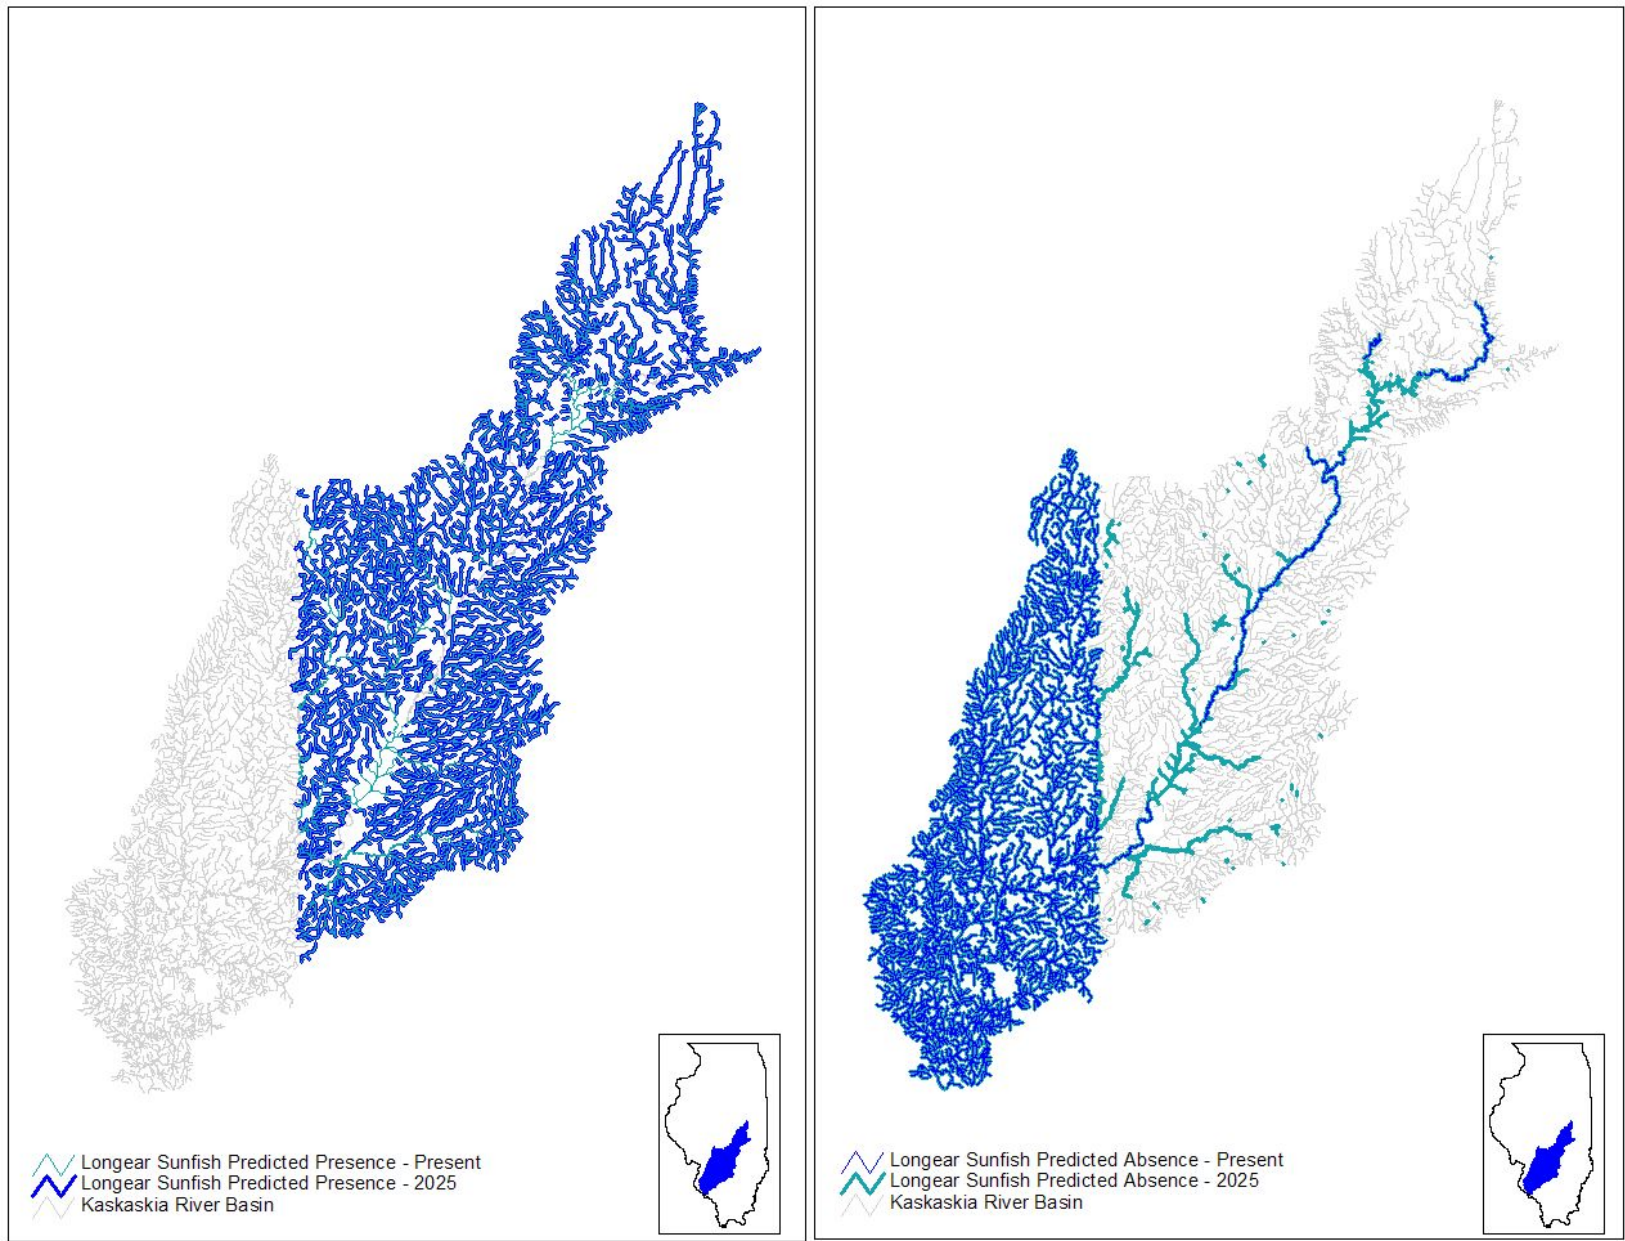 Longear Sunfish Predicted Presence - Present
Longear Sunfish Predicted Presence - 2025
Kaskaskia River Basin
Longear Sunfish Predicted Absence - Present
Longear Sunfish Predicted Absence - 2025
Kaskaskia River Basin